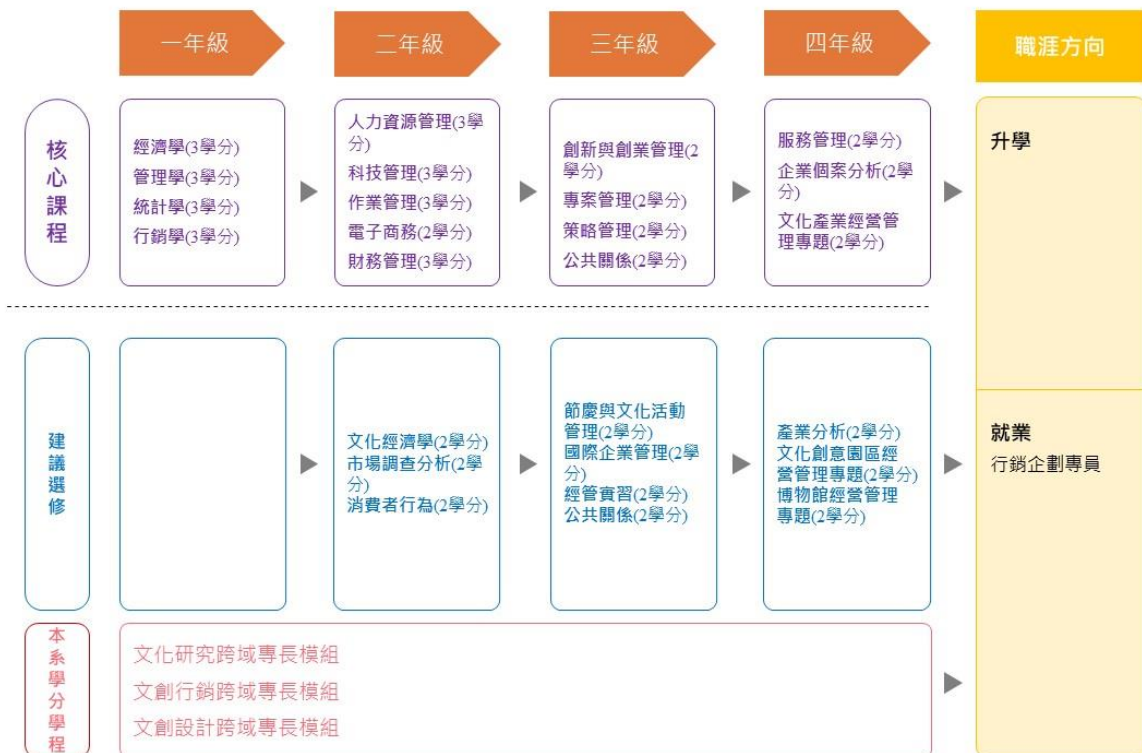 一年級
二年級
三年級
四年級
職涯方向
核心課程
經濟學(3學分)
管理學(3學分)
統計學(3學分)
行銷學(3學分)
人力資源管理(3學
分)
科技管理(3學分)
作業管理(3學分)
電子商務(2學分)
財務管理(3學分)
創新與創業管理(2
學分)
專案管理(2學分)
策略管理(2學分)
公共關係(2學分)
服務管理(2學分)
企業個案分析(2學
分)
文化產業經營管
理專題(2學分)
升學
建議選修
文化經濟學(2學分)
市場調查分析(2學
分)
消費者行為(2學分)
節慶與文化活動
管理(2學分)
國際企業管理(2學
分)
經管實習(2學分)
公共關係(2學分)
產業分析(2學分)
文化創意園區經
營管理專題(2學分)
博物館經營管理
專題(2學分)
就業
行銷企劃專員
本系學分學程
文化研究跨域專長模組
文創行銷跨域專長模組
文創設計跨域專長模組